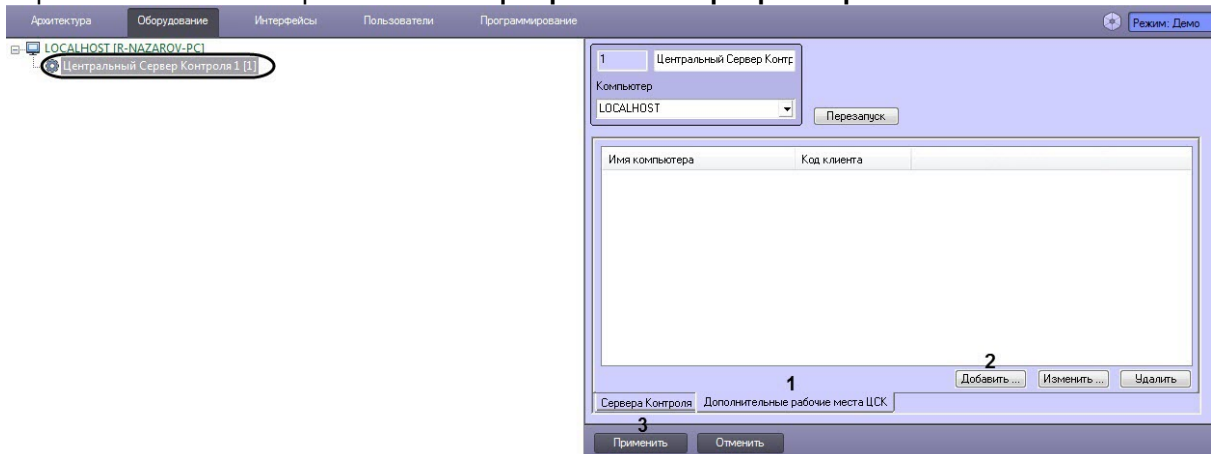 Архитектура Оборудование Интерфейсы Пользователи Программирование Режим: Демо
LOCALHOST [R-NAZAROV-PC]
Центральный Сервер Контроля 1 [1]
1 Центральный Сервер Контр
Компьютер
LOCALHOST
Перезапуск
Имя компьютера Код клиента
2
Добавить ... Изменить ... Удалить
1
Сервера Контроля Дополнительные рабочие места ЦСК
3
Применить Отменить